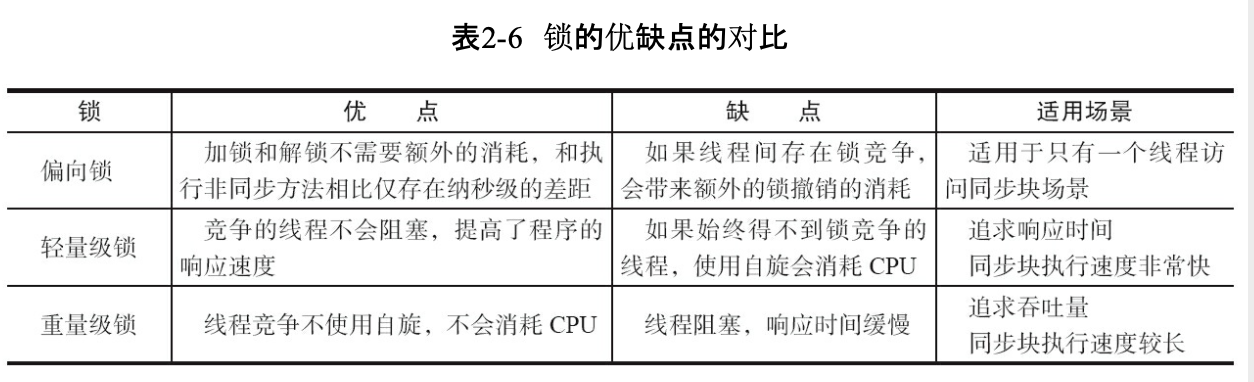 表2-6 锁的优缺点的对比
锁 优 点 缺 点 适用场景
偏向锁
加锁和解锁不需要额外的消耗，和执
行非同步方法相比仅存在纳秒级的差距
如果线程间存在锁竞争，
会带来额外的锁撤销的消耗
适用于只有一个线程访
问同步块场景
轻量级锁
竞争的线程不会阻塞，提高了程序的
响应速度
如果始终得不到锁竞争的
线程，使用自旋会消耗 CPU
追求响应时间
同步块执行速度非常快
重量级锁
线程竞争不使用自旋，不会消耗 CPU
线程阻塞，响应时间缓慢
追求吞吐量
同步块执行速度较长